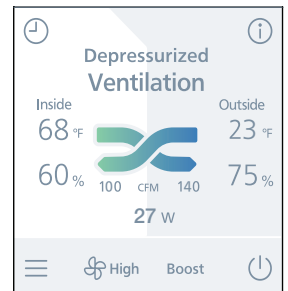 Depressurized
Ventilation
Inside Outside
68 °F 23 °F
60 % 100 CFM 140 75 %
27 W
High Boost